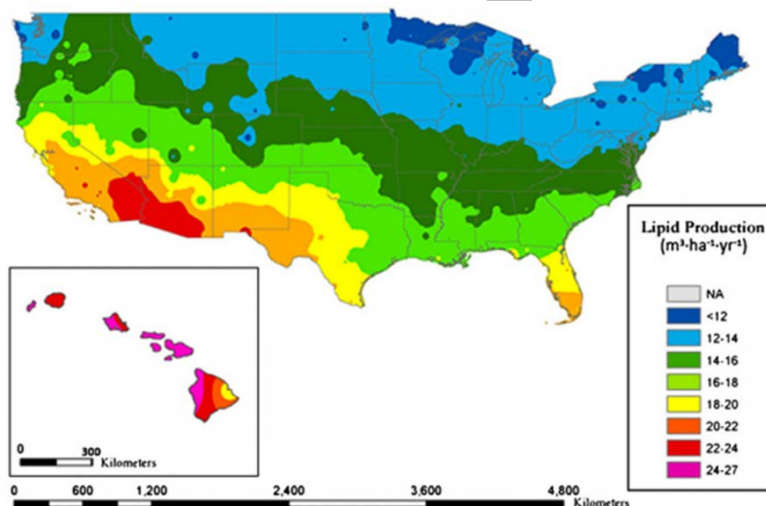 Lipid Production
(m³·ha⁻¹·yr⁻¹)
NA
<12
12-14
14-16
16-18
18-20
20-22
22-24
24-27
0 300
Kilometers
0 600 1,200 2,400 3,600 4,800
Kilometers